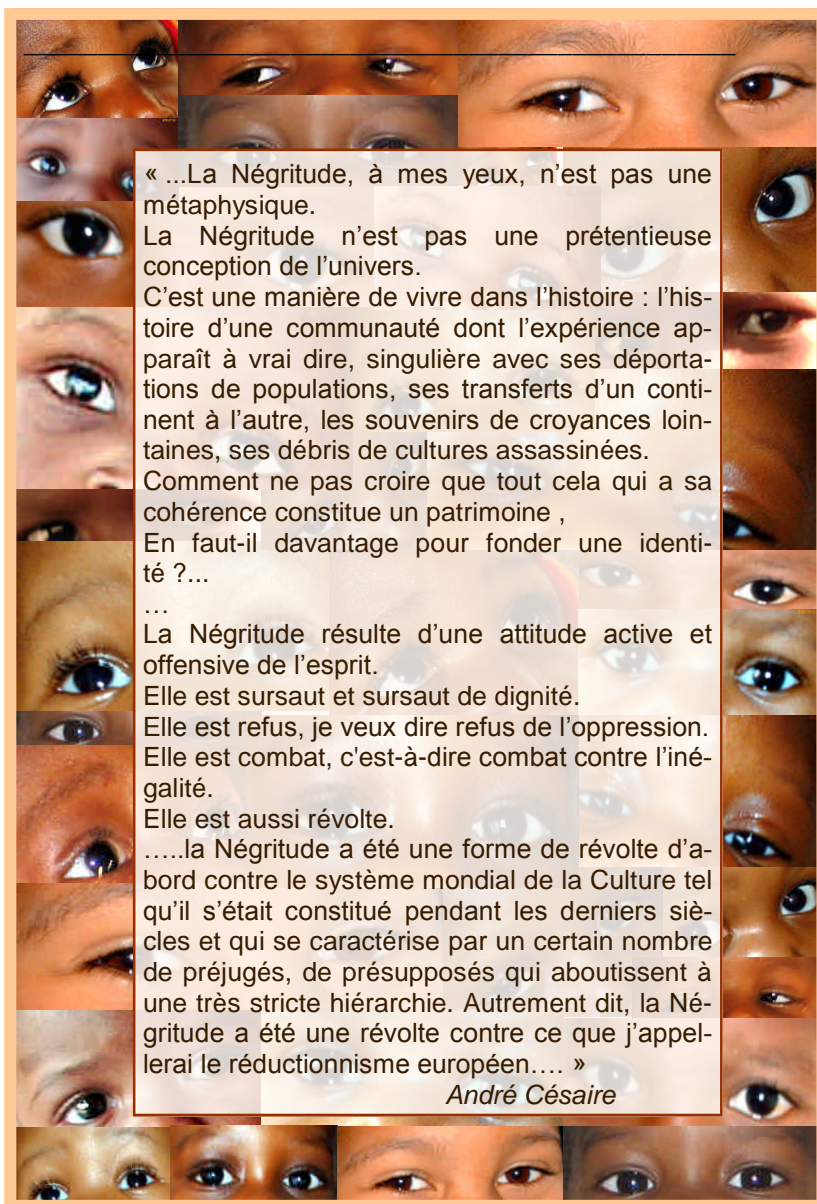 « ...La Négritude, à mes yeux, n’est pas une
métaphysique.
La Négritude n’est pas une prétentieuse
conception de l’univers.
C’est une manière de vivre dans l’histoire : l’his-
toire d’une communauté dont l’expérience ap-
paraît à vrai dire, singulière avec ses déporta-
tions de populations, ses transferts d’un conti-
nent à l’autre, les souvenirs de croyances loin-
taines, ses débris de cultures assassinées.
Comment ne pas croire que tout cela qui a sa
cohérence constitue un patrimoine ,
En faut-il davantage pour fonder une identi-
té ?...
…
La Négritude résulte d’une attitude active et
offensive de l’esprit.
Elle est sursaut et sursaut de dignité.
Elle est refus, je veux dire refus de l’oppression.
Elle est combat, c'est-à-dire combat contre l’iné-
galité.
Elle est aussi révolte.
…..la Négritude a été une forme de révolte d’a-
bord contre le système mondial de la Culture tel
qu’il s’était constitué pendant les derniers siè-
cles et qui se caractérise par un certain nombre
de préjugés, de présupposés qui aboutissent à
une très stricte hiérarchie. Autrement dit, la Né-
gritude a été une révolte contre ce que j’appel-
lerai le réductionnisme européen…. »
André Césaire